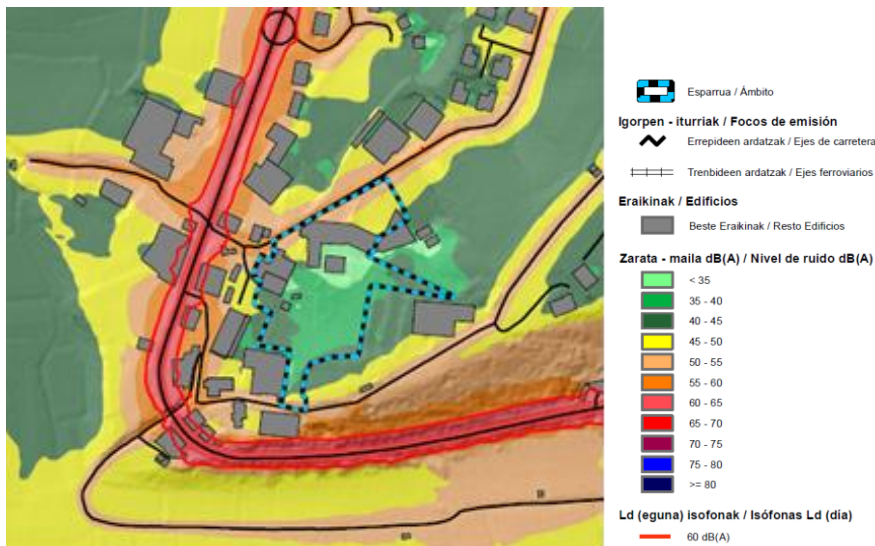 Esparrua / Ámbito
Igorpen - iturriak / Focos de emisión
Errepideen ardatzak / Ejes de carretera
Trenbideen ardatzak / Ejes ferroviarios
Eraikinak / Edificios
Beste Eraikinak / Resto Edificios
Zarata - maila dB(A) / Nivel de ruido dB(A)
< 35
35 - 40
40 - 45
45 - 50
50 - 55
55 - 60
60 - 65
65 - 70
70 - 75
75 - 80
>= 80
Ld (eguna) isofonak / Isófonas Ld (día)
60 dB(A)